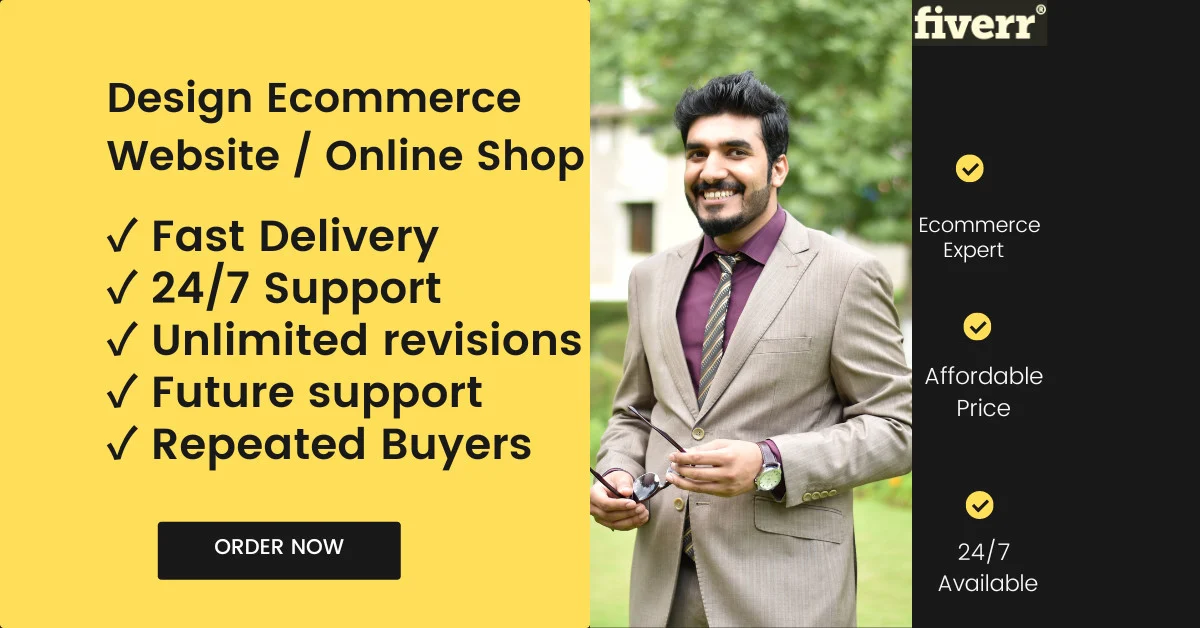 Design Ecommerce
Website / Online Shop
✓ Fast Delivery
✓ 24/7 Support
✓ Unlimited revisions
✓ Future support
✓ Repeated Buyers
ORDER NOW
fiverr®
Ecommerce
Expert
Affordable
Price
24/7
Available